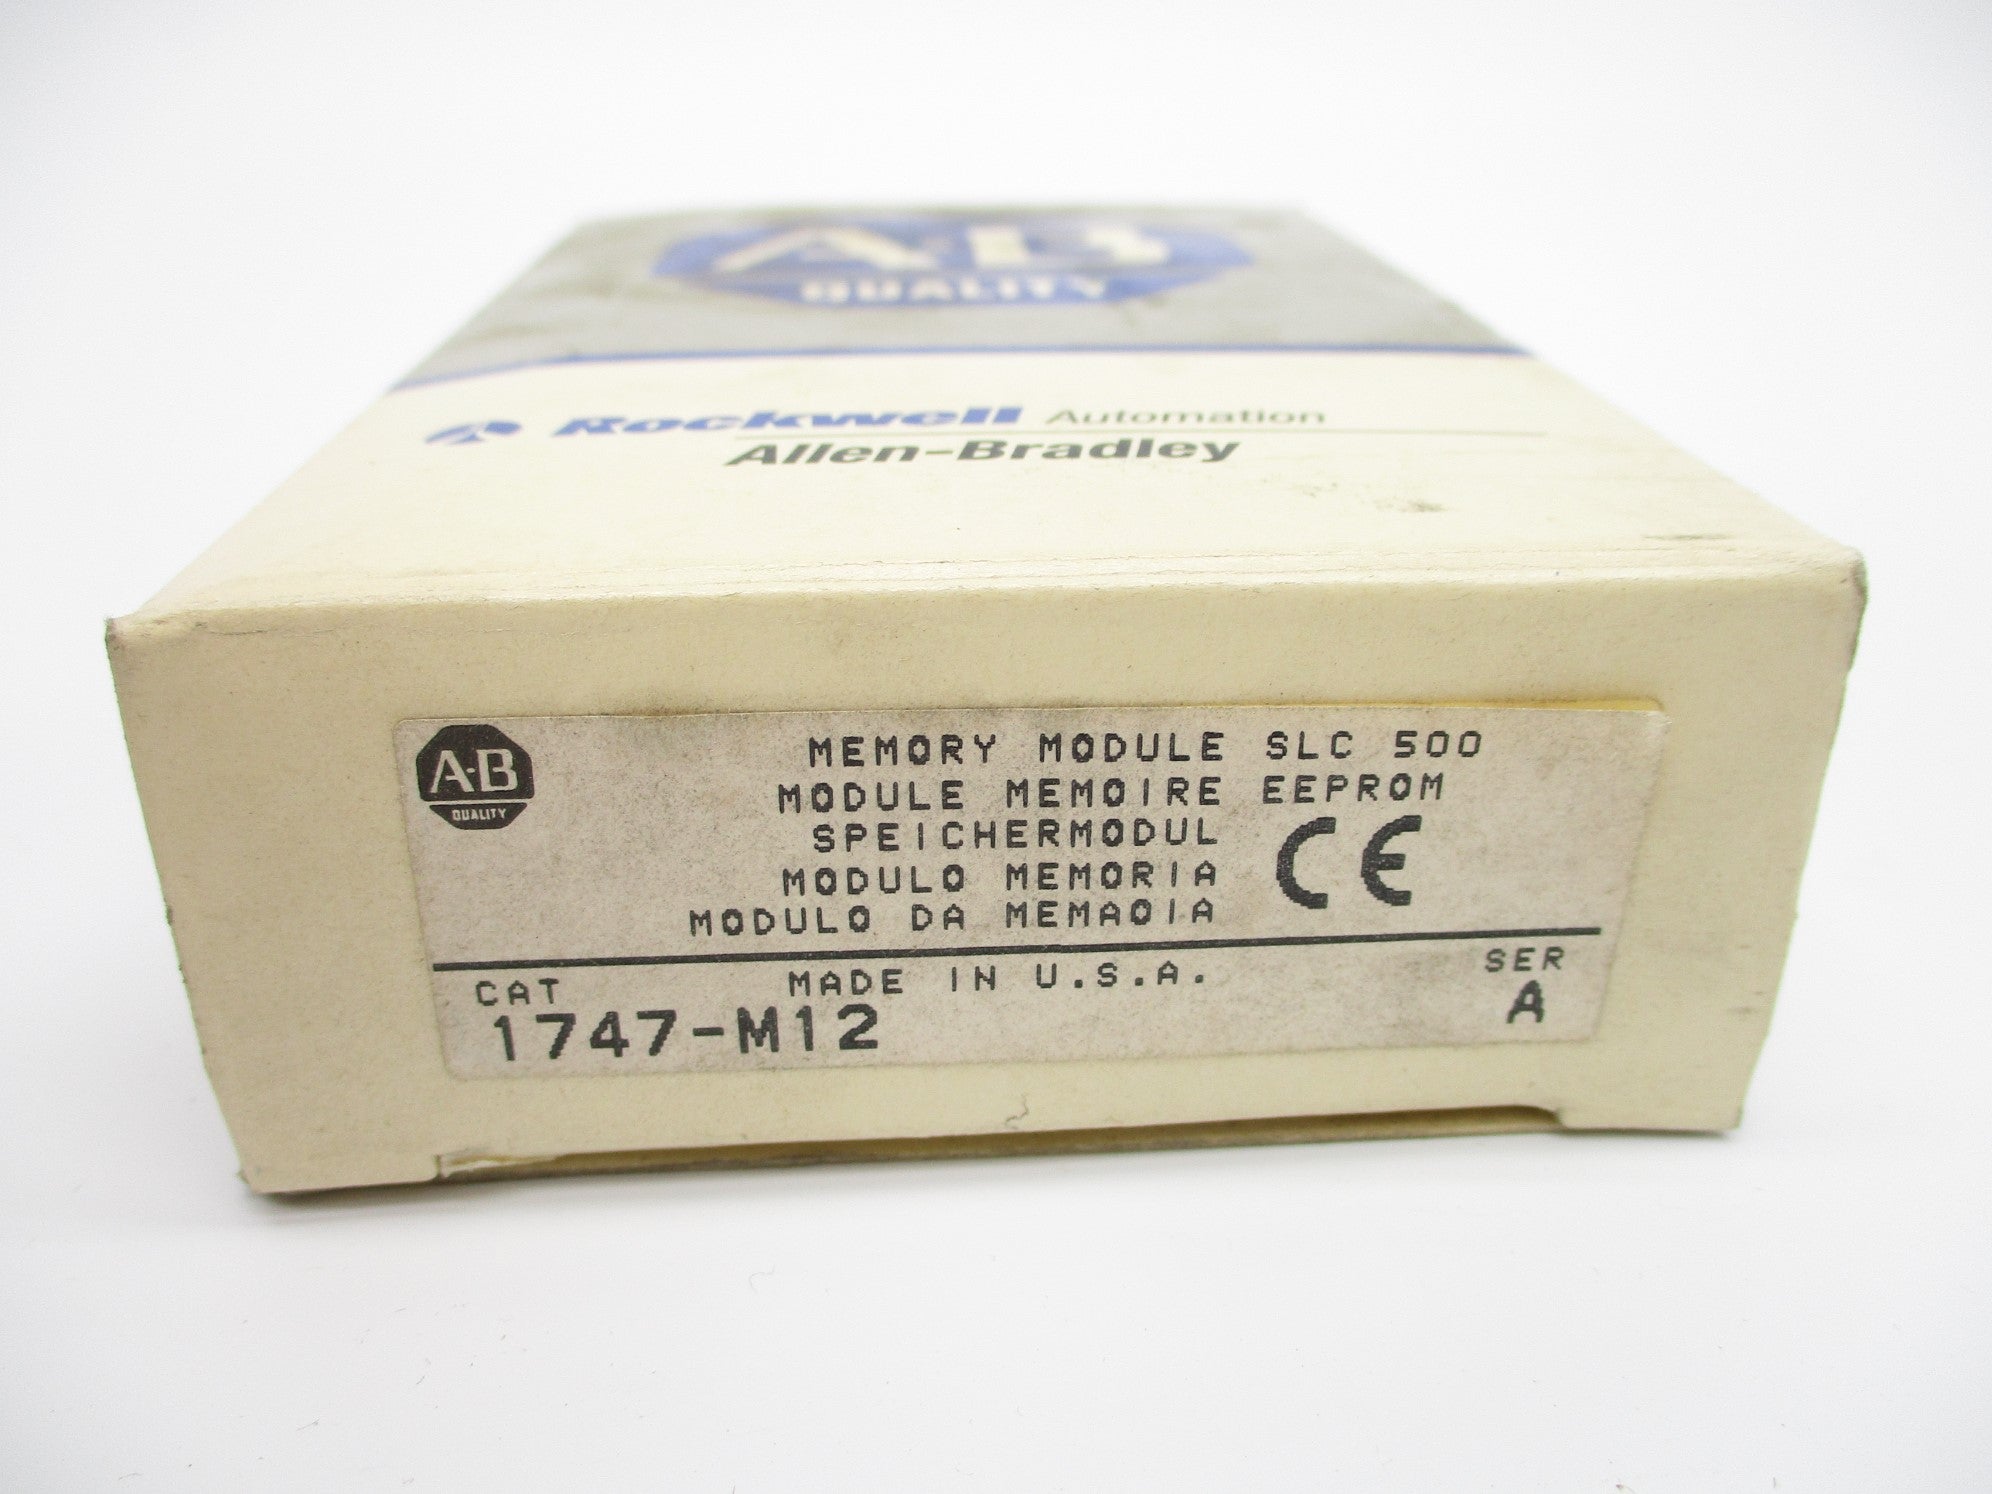 A·B
QUALITY
Rockwell Automation
Allen-Bradley
A·B
QUALITY
MEMORY MODULE SLC 500
MODULE MEMOIRE EEPROM
SPEICHERMODUL
MODULO MEMORIA
MODULO DA MEMAOIA
CE
CAT MADE IN U.S.A. SER
1747-M12 A